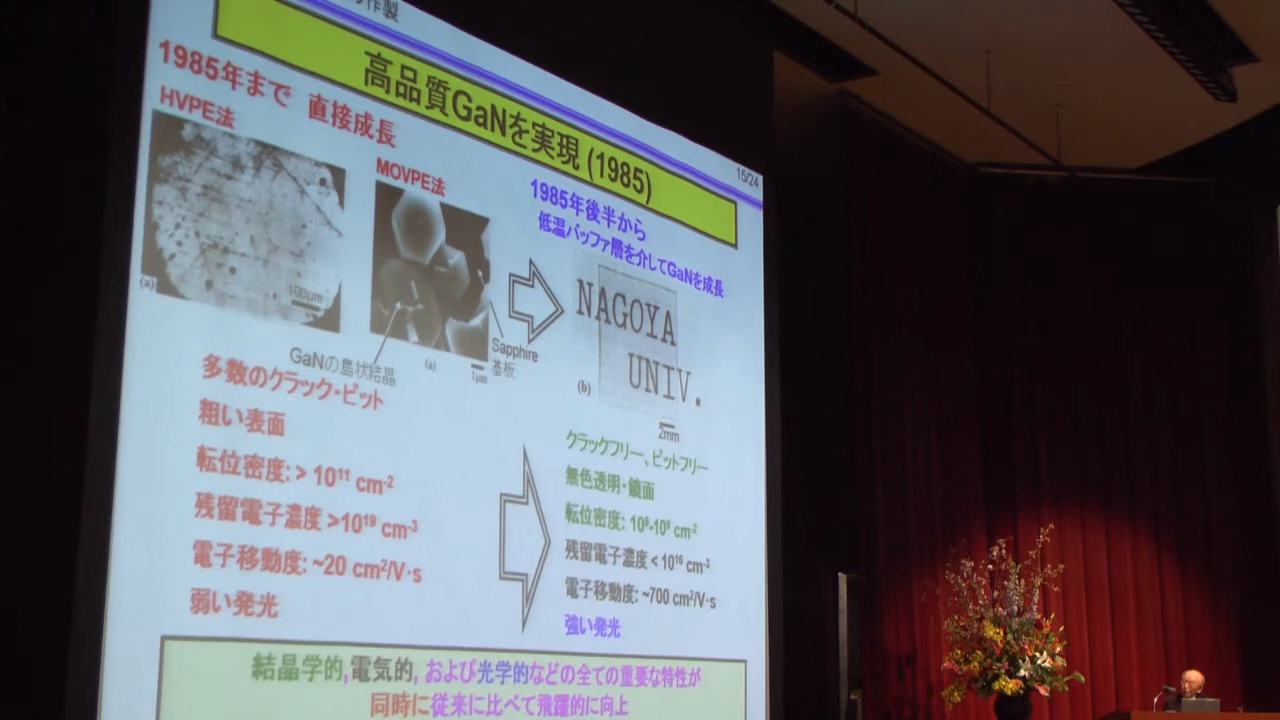 作製
高品質GaNを実現 (1985)
15/24
1985年まで 直接成長
HVPE法
MOVPE法
1985年後半から
低温バッファ層を介してGaNを成長
(a)
100μm
NAGOYA
UNIV.
GaNの島状結晶
(a)
1μm
Sapphire
基板
(b)
2mm
多数のクラック・ピット
粗い表面
転位密度: > 10¹¹ cm⁻²
残留電子濃度 >10¹⁹ cm⁻³
電子移動度: ~20 cm²/V·s
弱い発光
クラックフリー、ピットフリー
無色透明・鏡面
転位密度: 10⁸-10⁹ cm⁻²
残留電子濃度 < 10¹⁶ cm⁻³
電子移動度: ~700 cm²/V·s
強い発光
結晶学的,電気的, および光学的などの全ての重要な特性が
同時に従来に比べて飛躍的に向上